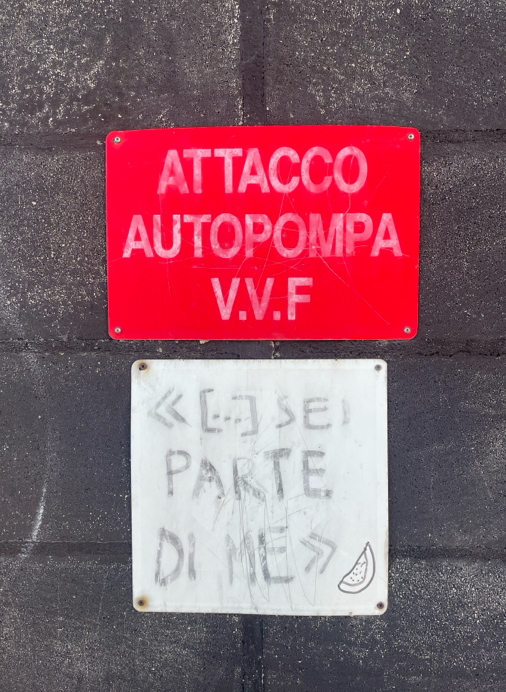 ATTACCO
AUTOPOMPA
V.V.F
«[...] SEI
PARTE
DI ME»